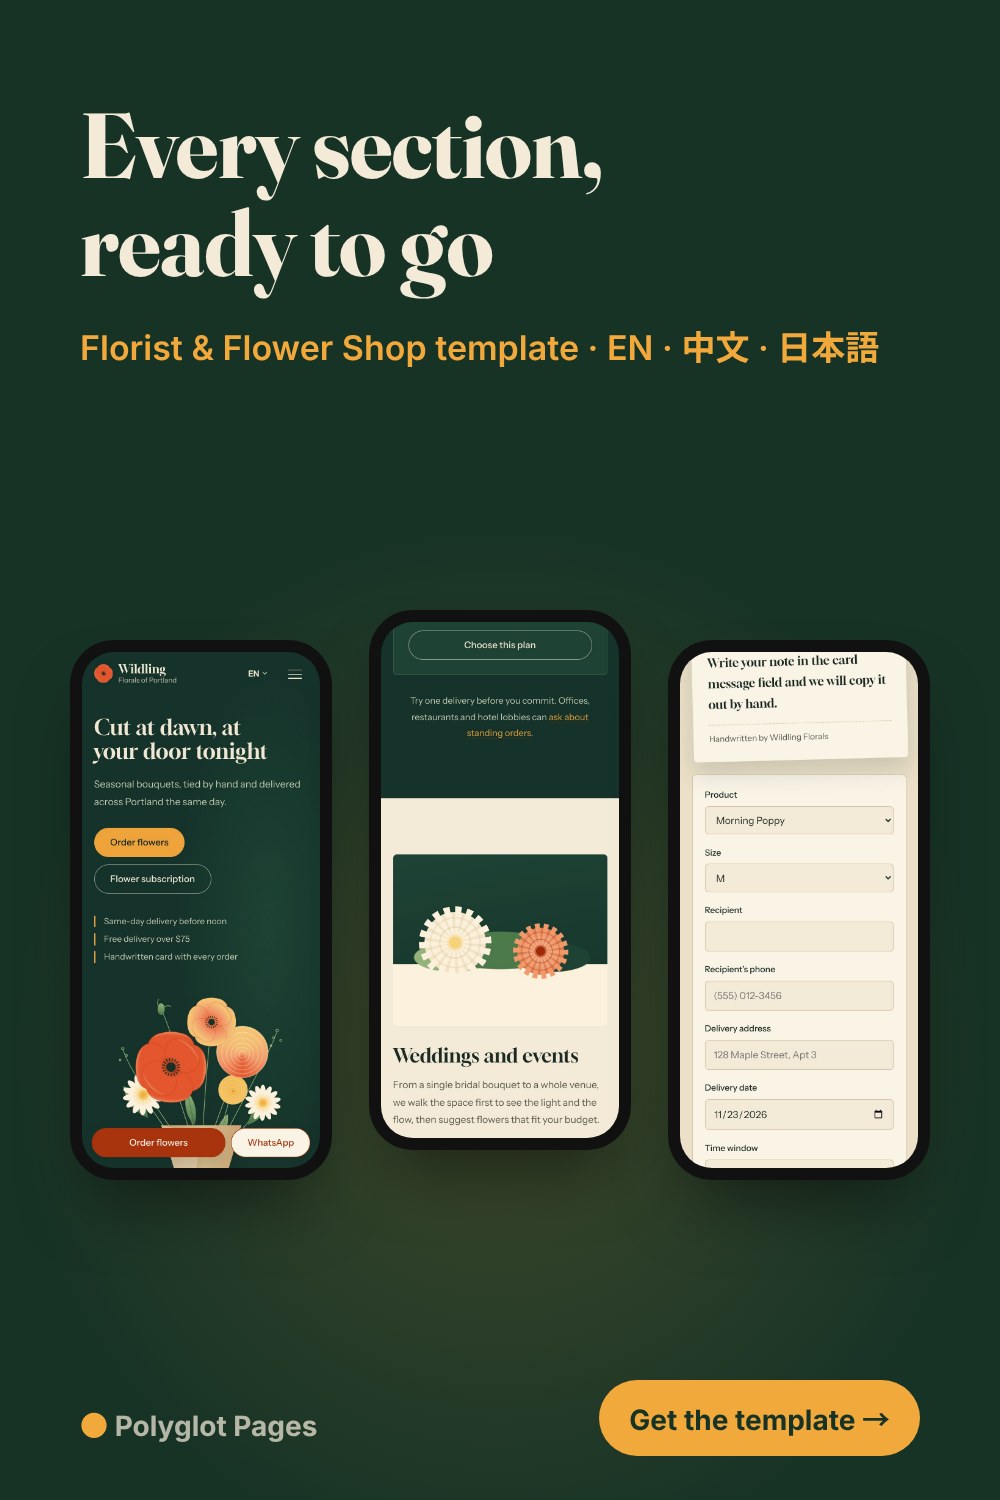 Every section,
ready to go
Florist & Flower Shop template · EN · 中文 · 日本語
Wildling
Florals of Portland
EN
Cut at dawn, at
your door tonight
Seasonal bouquets, tied by hand and delivered
across Portland the same day.
Order flowers
Flower subscription
Same-day delivery before noon
Free delivery over $75
Handwritten card with every order
Order flowers
WhatsApp
Choose this plan
Try one delivery before you commit. Offices,
restaurants and hotel lobbies can ask about
standing orders.
Weddings and events
From a single bridal bouquet to a whole venue,
we walk the space first to see the light and the
flow, then suggest flowers that fit your budget.
Write your note in the card
message field and we will copy it
out by hand.
Handwritten by Wildling Florals
Product
Morning Poppy
Size
M
Recipient
Recipient's phone
(555) 012-3456
Delivery address
128 Maple Street, Apt 3
Delivery date
11/23/2026
Time window
Polyglot Pages
Get the template →